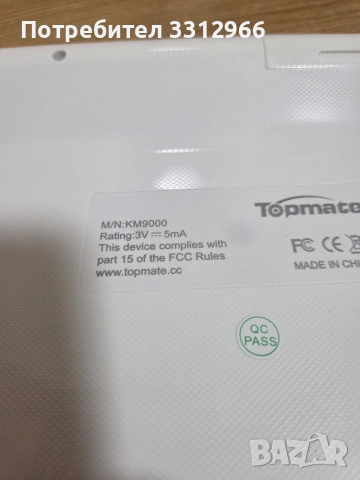 Потребител 3312966
Topmate
M/N:KM9000
Rating:3V 5mA
This device complies with
part 15 of the FCC Rules
www.topmate.cc
FC CE
MADE IN CHI
QC
PASS
bazar